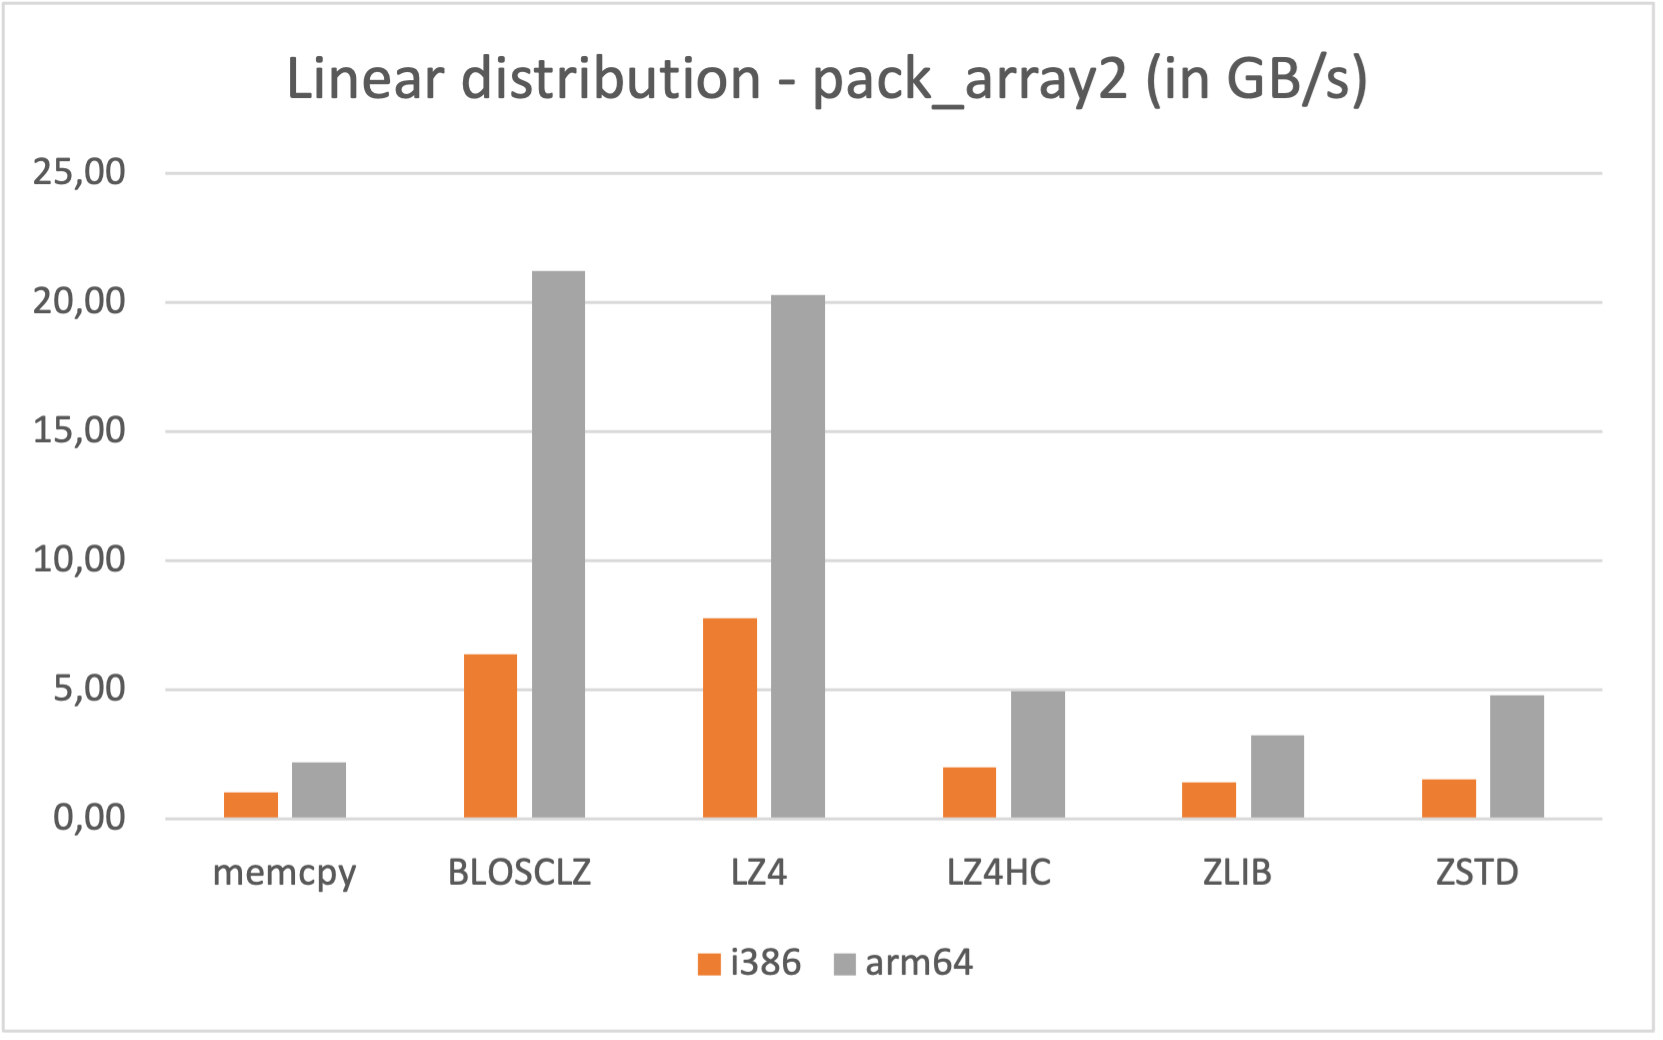 Linear distribution - pack_array2 (in GB/s)
25,00
20,00
15,00
10,00
5,00
0,00
memcpy BLOSCLZ LZ4 LZ4HC ZLIB ZSTD
i386 arm64